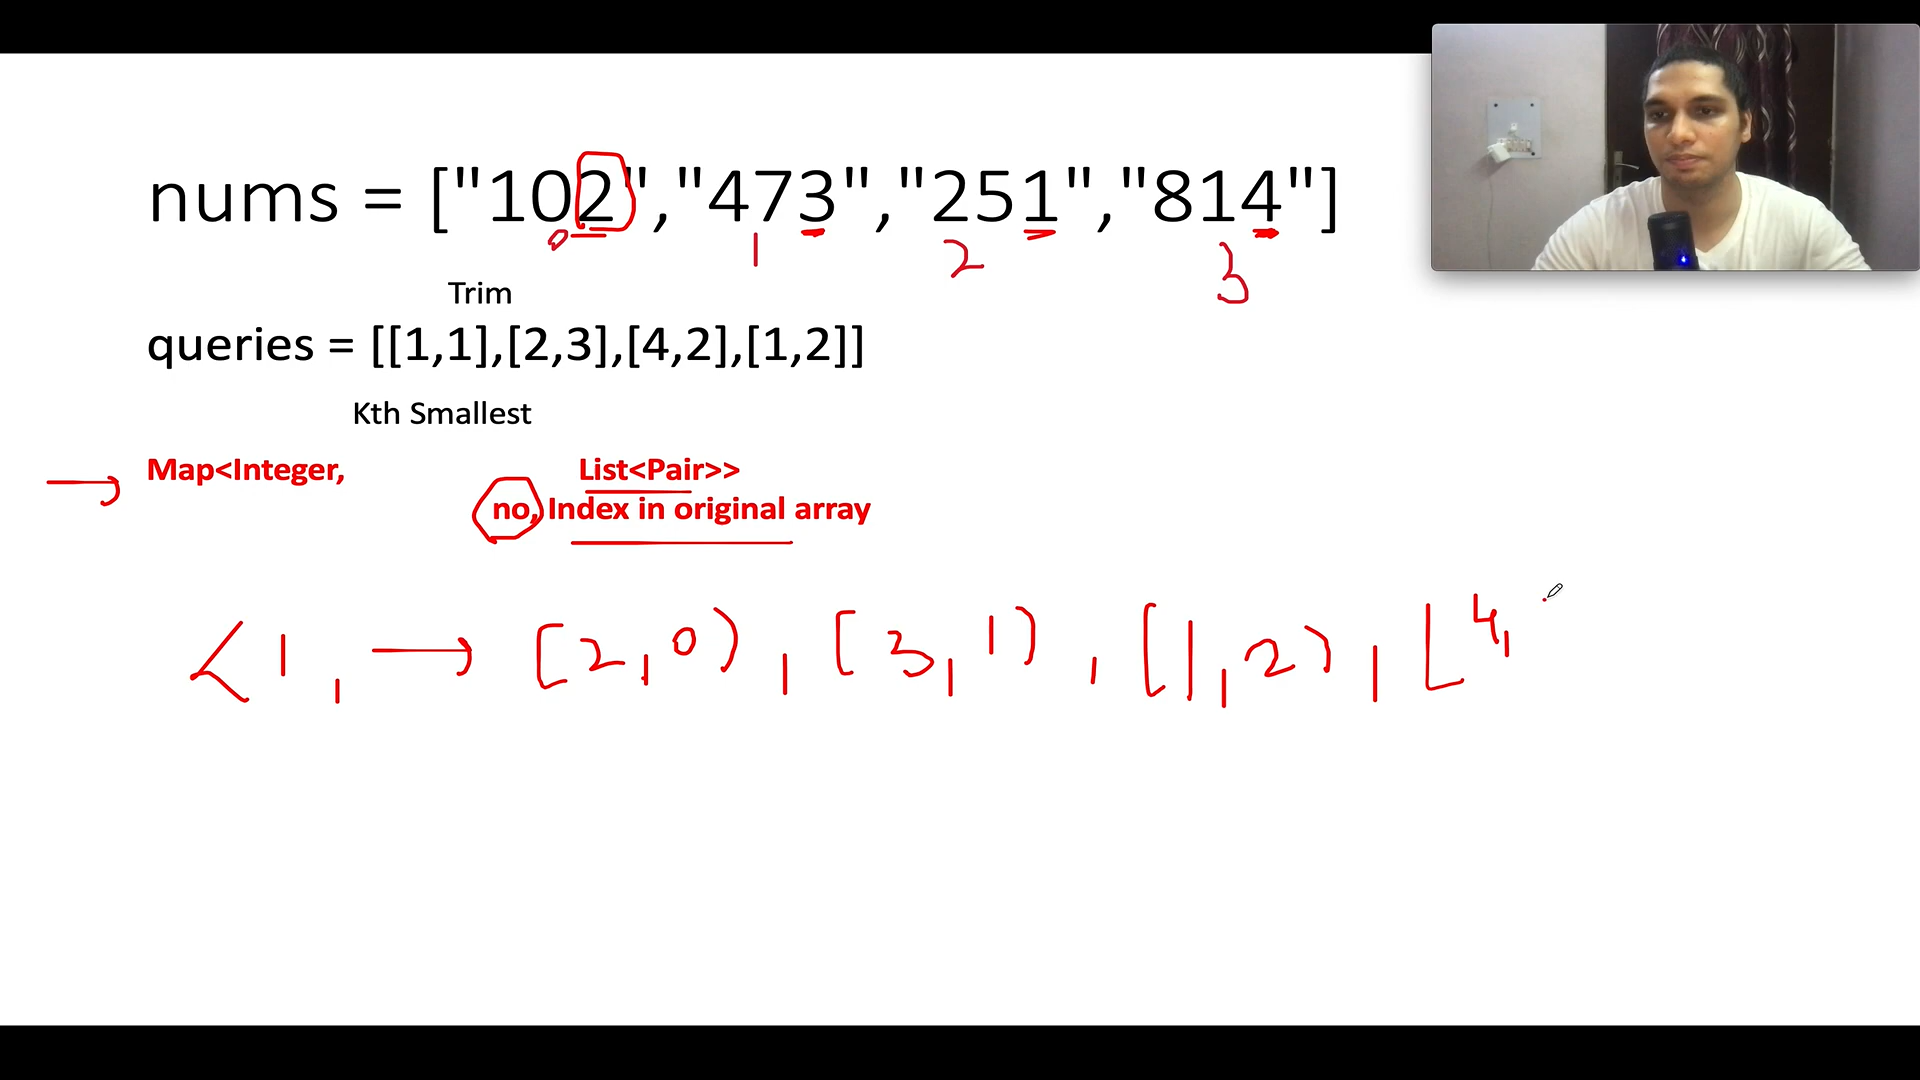 nums = ["102","473","251","814"]
0 1 2 3
Trim
queries = [[1,1],[2,3],[4,2],[1,2]]
Kth Smallest
Map<Integer, List<Pair>>
no, Index in original array
<1, → [2,0), [3,1), [1,2), [4,